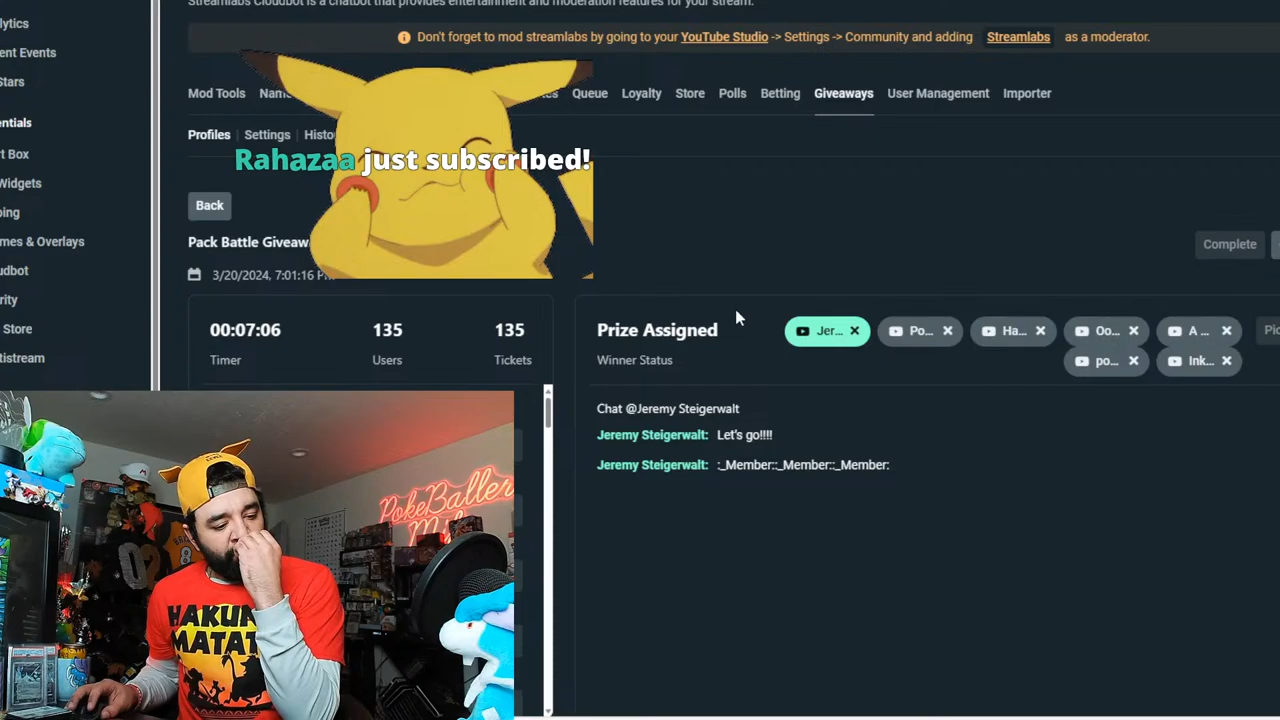 Streamlabs Cloudbot is a chatbot that provides entertainment and moderation features for your stream.
Don't forget to mod streamlabs by going to your YouTube Studio -> Settings -> Community and adding Streamlabs as a moderator.
Mod Tools Queue Loyalty Store Polls Betting Giveaways User Management Importer
Profiles Settings
Rahazaa just subscribed!
Back
Pack Battle Giveaw
Complete
3/20/2024, 7:01:16 P
00:07:06 135 135
Timer Users Tickets
Prize Assigned
Winner Status
Jer... Po... Ha... Oo... A ...
po... Ink...
Chat @Jeremy Steigerwalt
Jeremy Steigerwalt: Let's go!!!!
Jeremy Steigerwalt: :_Member::_Member::_Member:
lytics
ent Events
Stars
entials
rt Box
Widgets
ping
mes & Overlays
udbot
rity
Store
ltistream
PokeBaller
HAKUN
MATAT